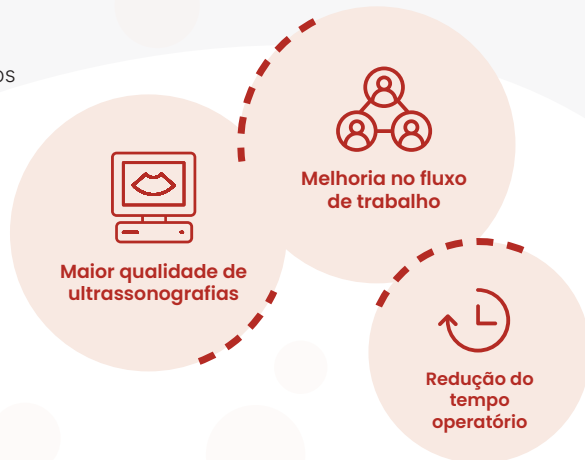 Maior qualidade de
ultrassonografias
Melhoria no fluxo
de trabalho
Redução do
tempo
operatório